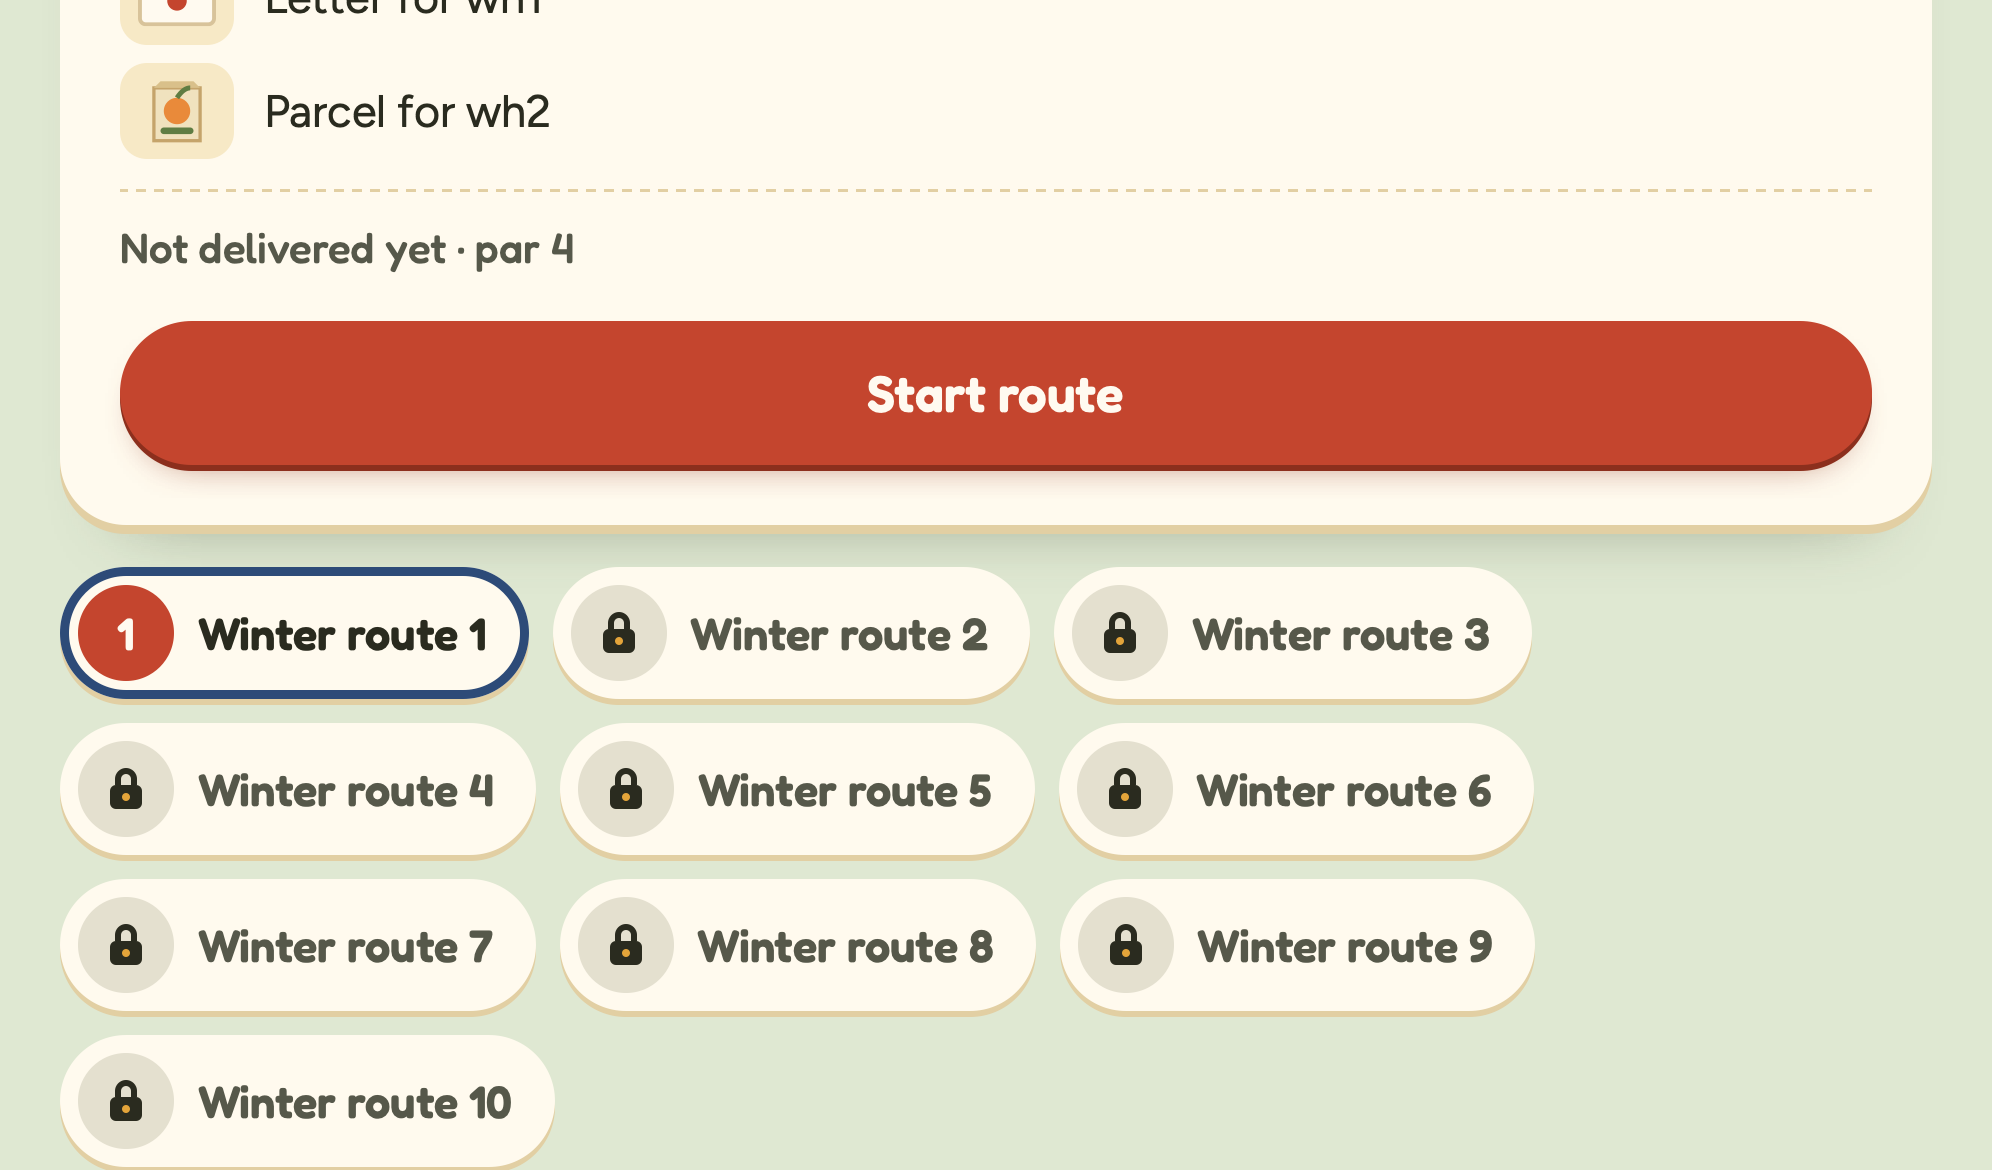 Letter for
Parcel for wh2
Not delivered yet · par 4
Start route
1 Winter route 1
Winter route 2
Winter route 3
Winter route 4
Winter route 5
Winter route 6
Winter route 7
Winter route 8
Winter route 9
Winter route 10